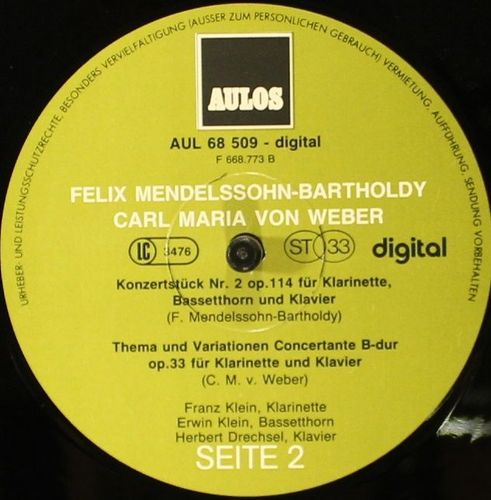 URHEBER- UND LEISTUNGSSCHUTZRECHTE, BESONDERS VERVIELFÄLTIGUNG (AUSSER ZUM PERSÖNLICHEN GEBRAUCH) VERMIETUNG, AUFFÜHRUNG, SENDUNG VORBEHALTEN
AULOS
AUL 68 509 - digital
F 668.773 B
FELIX MENDELSSOHN-BARTHOLDY
CARL MARIA VON WEBER
LC 3476 ST 33 digital
Konzertstück Nr. 2 op.114 für Klarinette,
Bassetthorn und Klavier
(F. Mendelssohn-Bartholdy)
Thema und Variationen Concertante B-dur
op.33 für Klarinette und Klavier
(C. M. v. Weber)
Franz Klein, Klarinette
Erwin Klein, Bassetthorn
Herbert Drechsel, Klavier
SEITE 2